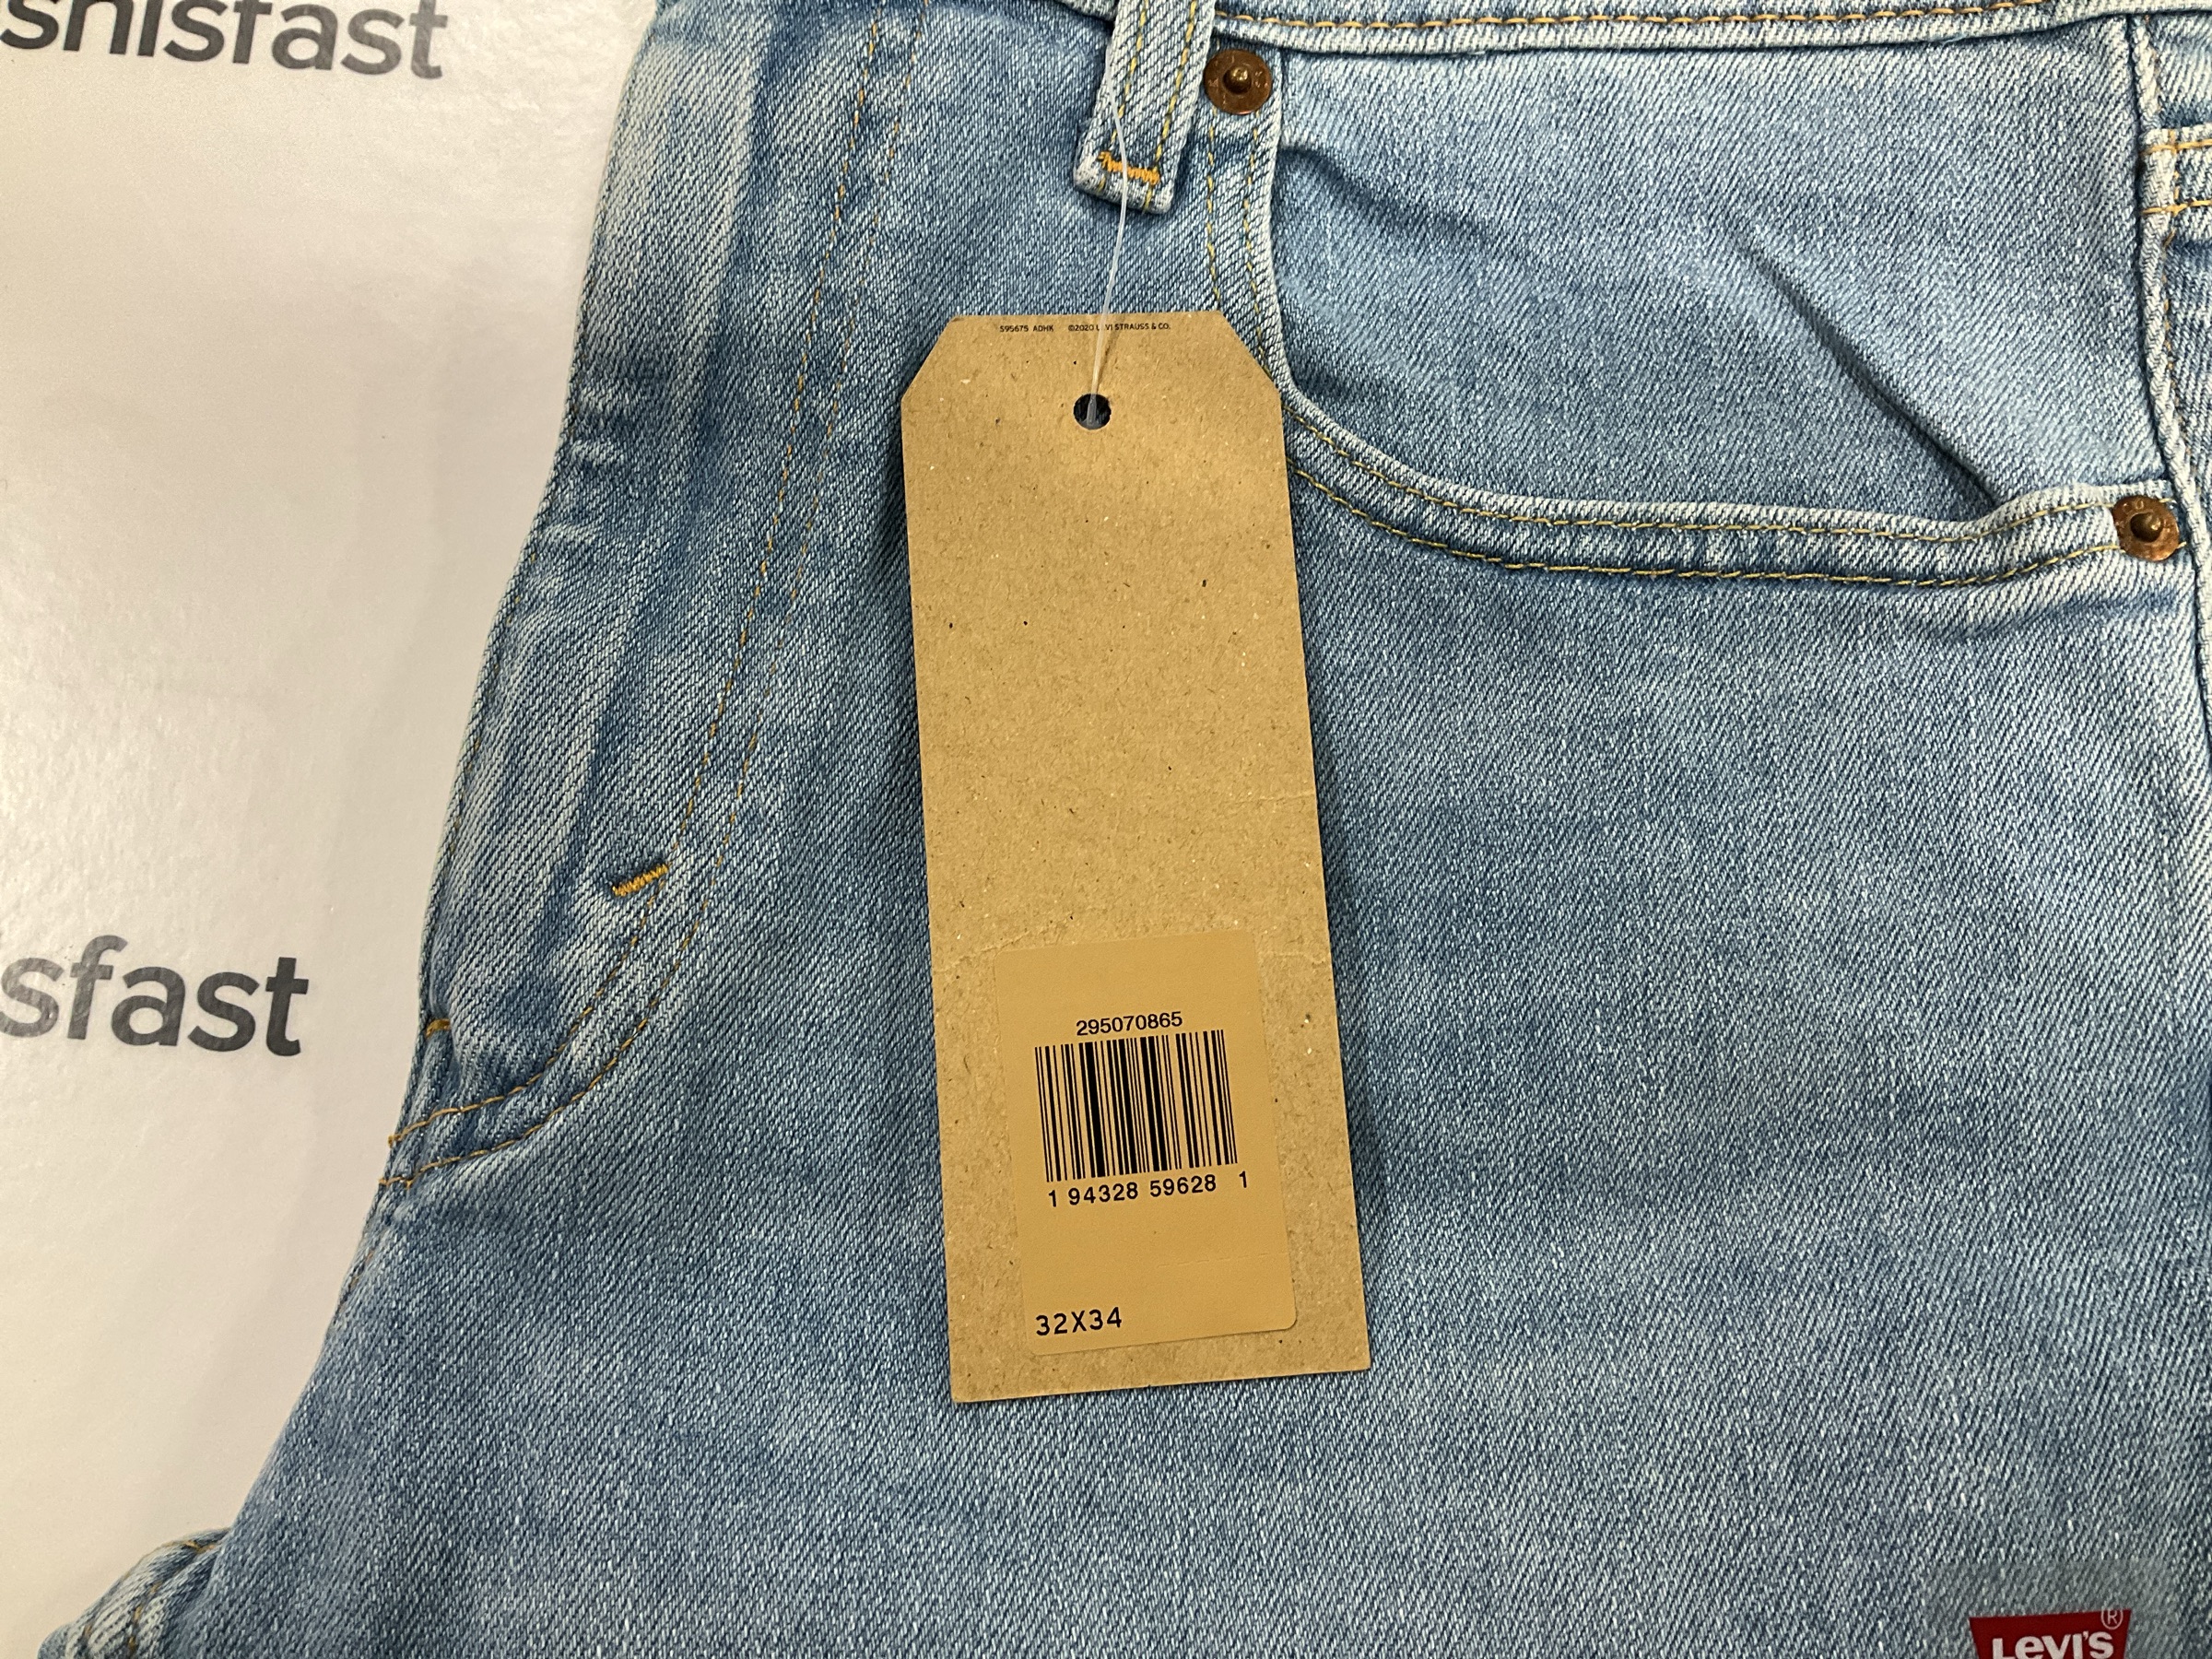 shisfast
595675 ADHK ©2020 LEVI STRAUSS & CO.
sfast
295070865
1 94328 59628 1
32X34
Levi's®